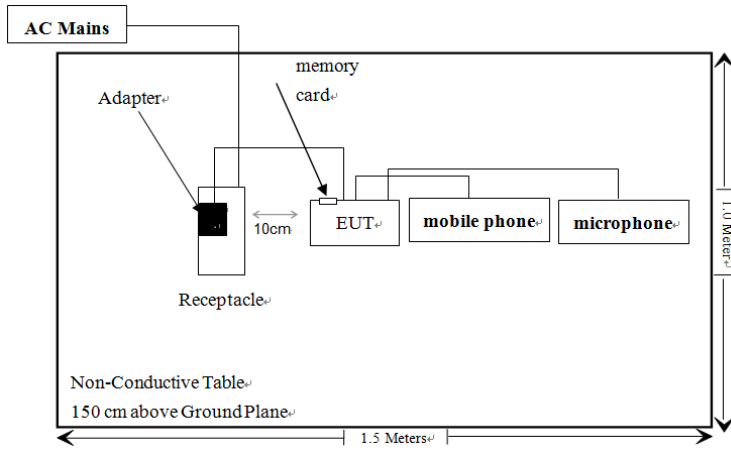 AC Mains
memory
card
Adapter
10cm
EUT
mobile phone
microphone
1.0 Meter
Receptacle
Non-Conductive Table
150 cm above Ground Plane
1.5 Meters